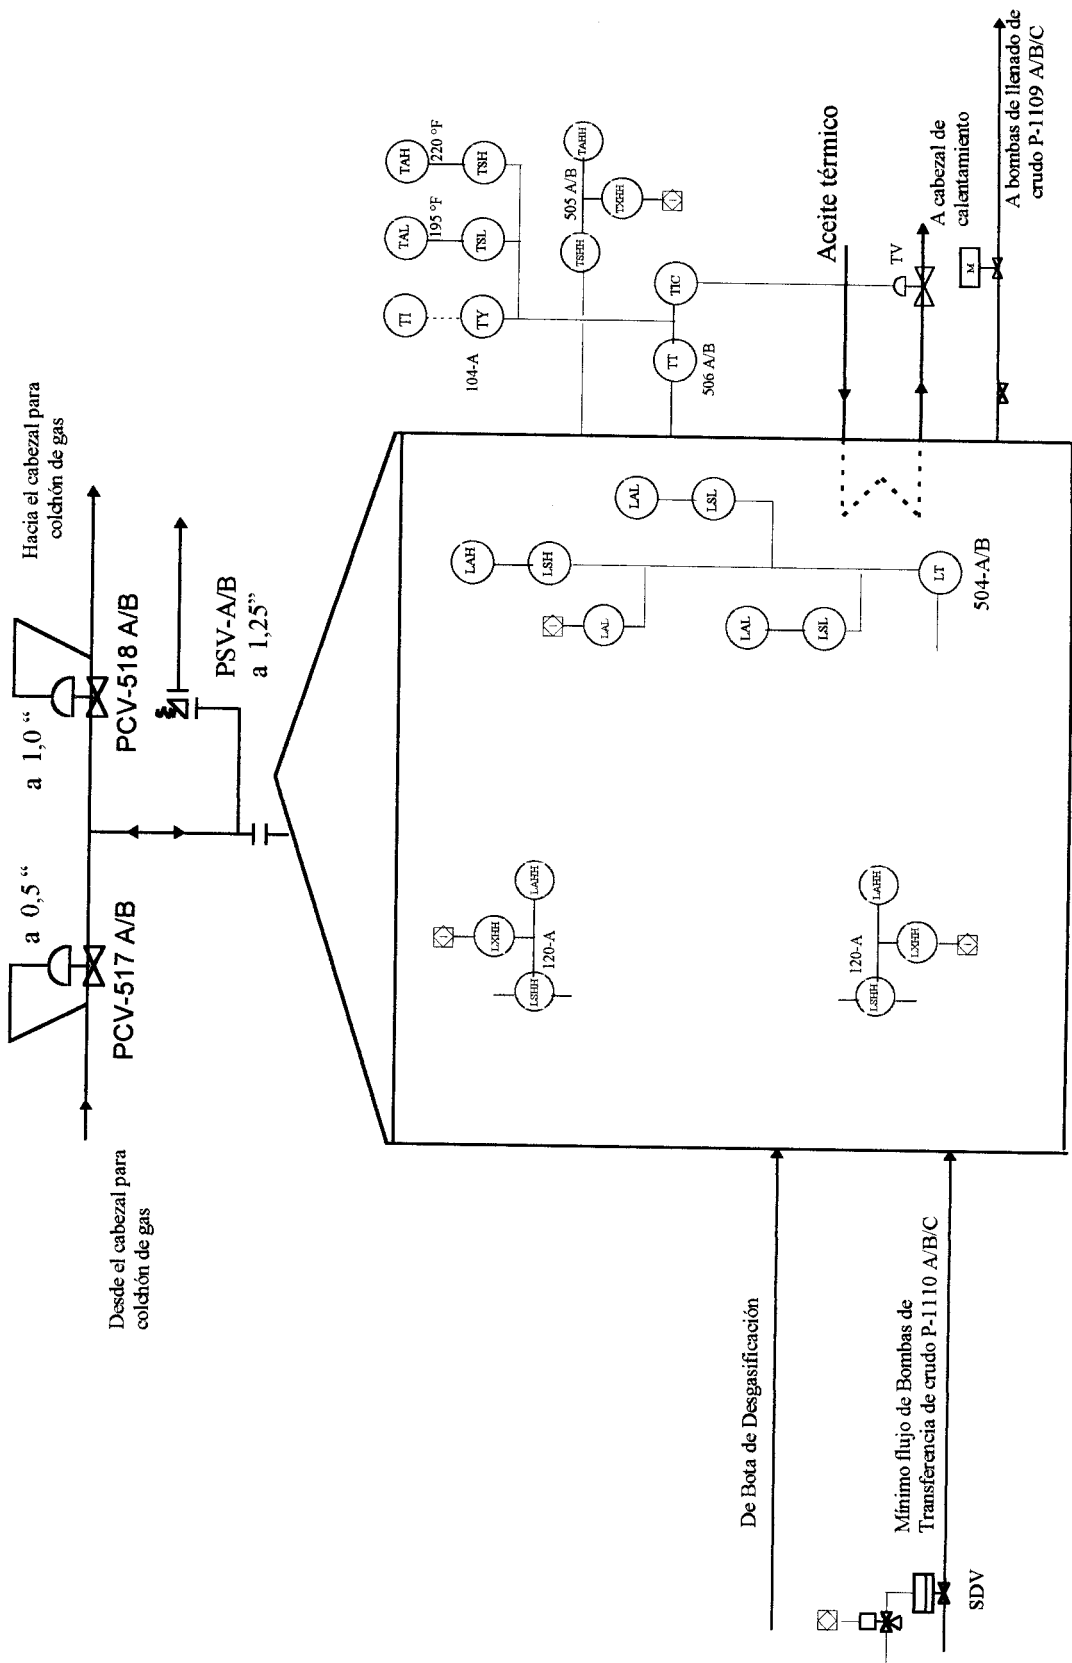 Desde el cabezal para
colchón de gas
a 0,5 “
PCV-517 A/B
a 1,0 “
PCV-518 A/B
Hacia el cabezal para
colchón de gas
PSV-A/B
a 1,25”
TI
TY
104-A
TAL
195 °F
TSL
TAH
220 °F
TSH
TSHH
505 A/B
TXHH
I
TAHH
TT
506 A/B
TIC
Aceite térmico
TV
A cabezal de
calentamiento
M
A bombas de llenado de
crudo P-1109 A/B/C
LAH
LSH
I
LAL
LAL
LSL
LAL
LSL
LT
504-A/B
I
LXHH
LSHH
120-A
LAHH
LSHH
120-A
LAHH
LXHH
I
De Bota de Desgasificación
Mínimo flujo de Bombas de
Transferencia de crudo P-1110 A/B/C
SDV